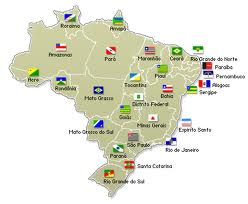 Roraima
Amapá
Amazonas
Pará
Maranhão
Ceará
Rio Grande do Norte
Paraíba
Pernambuco
Piauí
Alagoas
Acre
Rondônia
Tocantins
Bahia
Sergipe
Mato Grosso
Distrito Federal
Goiás
Minas Gerais
Espírito Santo
Mato Grosso do Sul
São Paulo
Rio de Janeiro
Paraná
Santa Catarina
Rio Grande do Sul